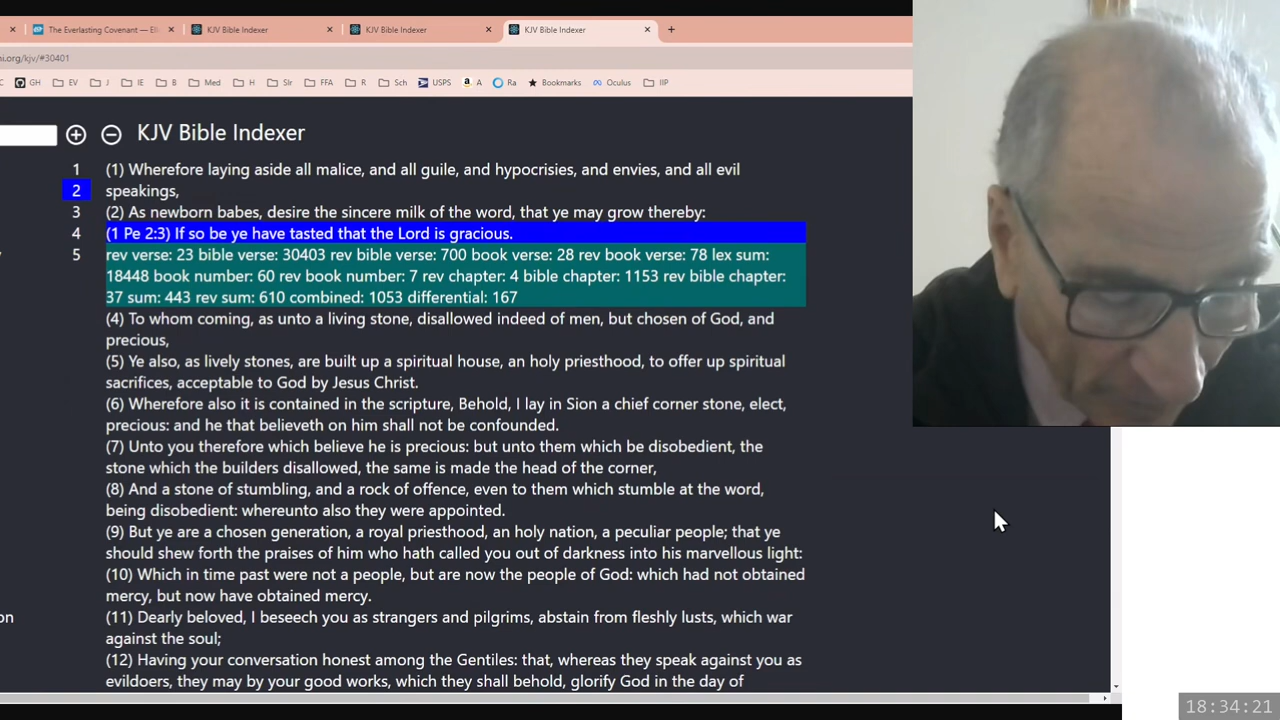 The Everlasting Covenant — Eli
KJV Bible Indexer
KJV Bible Indexer
KJV Bible Indexer
ni.org/kjv/#30401
GH EV J IE B Med H Slr FFA R Sch USPS A Ra Bookmarks Oculus IIP
KJV Bible Indexer
1
2
3
4
5
(1) Wherefore laying aside all malice, and all guile, and hypocrisies, and envies, and all evil
speakings,
(2) As newborn babes, desire the sincere milk of the word, that ye may grow thereby:
(1 Pe 2:3) If so be ye have tasted that the Lord is gracious.
rev verse: 23 bible verse: 30403 rev bible verse: 700 book verse: 28 rev book verse: 78 lex sum:
18448 book number: 60 rev book number: 7 rev chapter: 4 bible chapter: 1153 rev bible chapter:
37 sum: 443 rev sum: 610 combined: 1053 differential: 167
(4) To whom coming, as unto a living stone, disallowed indeed of men, but chosen of God, and
precious,
(5) Ye also, as lively stones, are built up a spiritual house, an holy priesthood, to offer up spiritual
sacrifices, acceptable to God by Jesus Christ.
(6) Wherefore also it is contained in the scripture, Behold, I lay in Sion a chief corner stone, elect,
precious: and he that believeth on him shall not be confounded.
(7) Unto you therefore which believe he is precious: but unto them which be disobedient, the
stone which the builders disallowed, the same is made the head of the corner,
(8) And a stone of stumbling, and a rock of offence, even to them which stumble at the word,
being disobedient: whereunto also they were appointed.
(9) But ye are a chosen generation, a royal priesthood, an holy nation, a peculiar people; that ye
should shew forth the praises of him who hath called you out of darkness into his marvellous light:
(10) Which in time past were not a people, but are now the people of God: which had not obtained
mercy, but now have obtained mercy.
(11) Dearly beloved, I beseech you as strangers and pilgrims, abstain from fleshly lusts, which war
against the soul;
(12) Having your conversation honest among the Gentiles: that, whereas they speak against you as
evildoers, they may by your good works, which they shall behold, glorify God in the day of
on
18:34:21